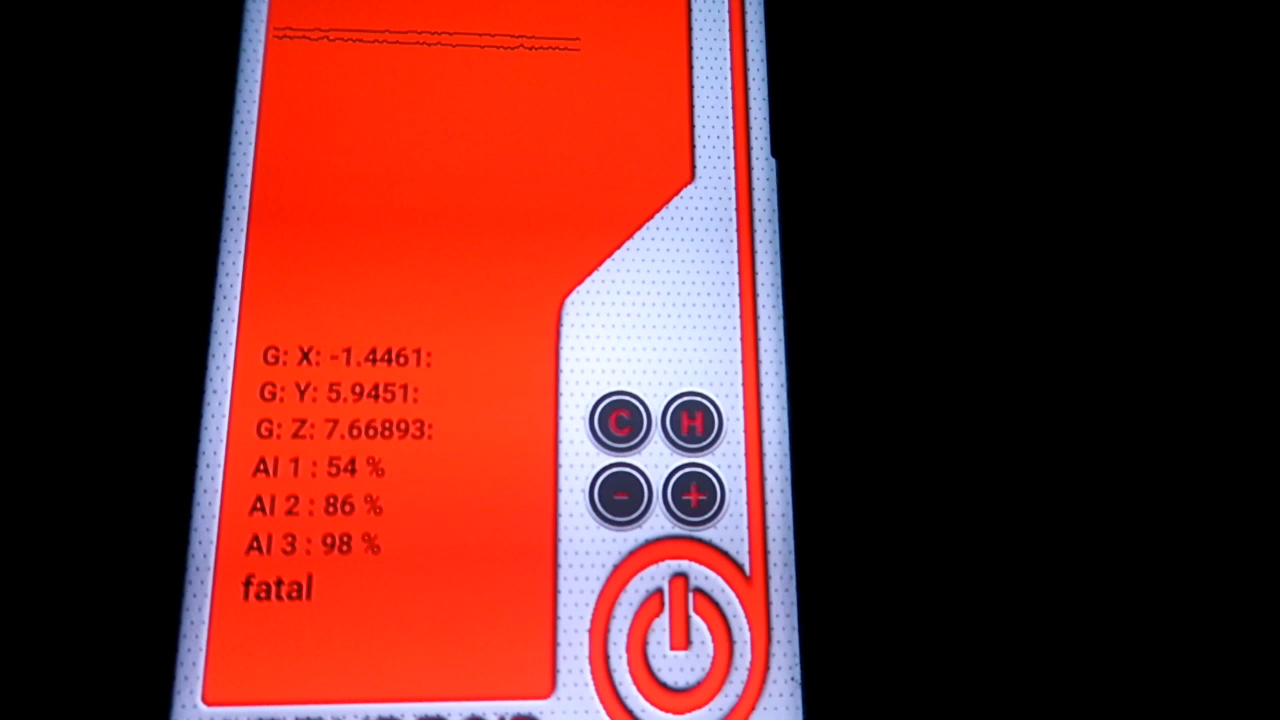 G: X: -1.4461:
G: Y: 5.9451:
G: Z: 7.66893:
AI 1 : 54 %
AI 2 : 86 %
AI 3 : 98 %
fatal
C H
- +